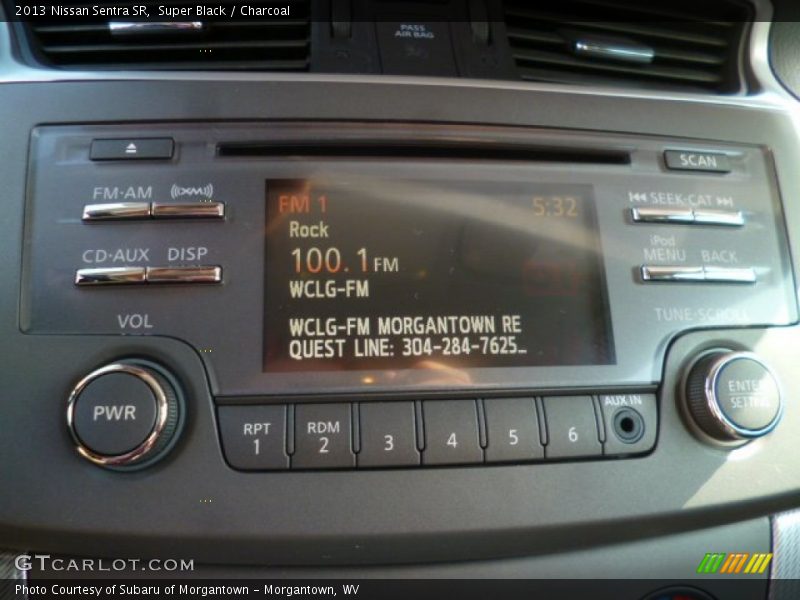 2013 Nissan Sentra SR, Super Black / Charcoal
PASS
AIR BAG
SCAN
FM·AM
((XM))
SEEK·CAT
CD·AUX DISP
iPod
MENU BACK
FM 1 5:32
Rock
100.1 FM
WCLG-FM
WCLG-FM MORGANTOWN RE
QUEST LINE: 304-284-7625_
VOL
TUNE·SCROLL
PWR
ENTER
SETTING
RPT
1
RDM
2
3
4
5
6
AUX IN
GTCARLOT.COM
Photo Courtesy of Subaru of Morgantown - Morgantown, WV